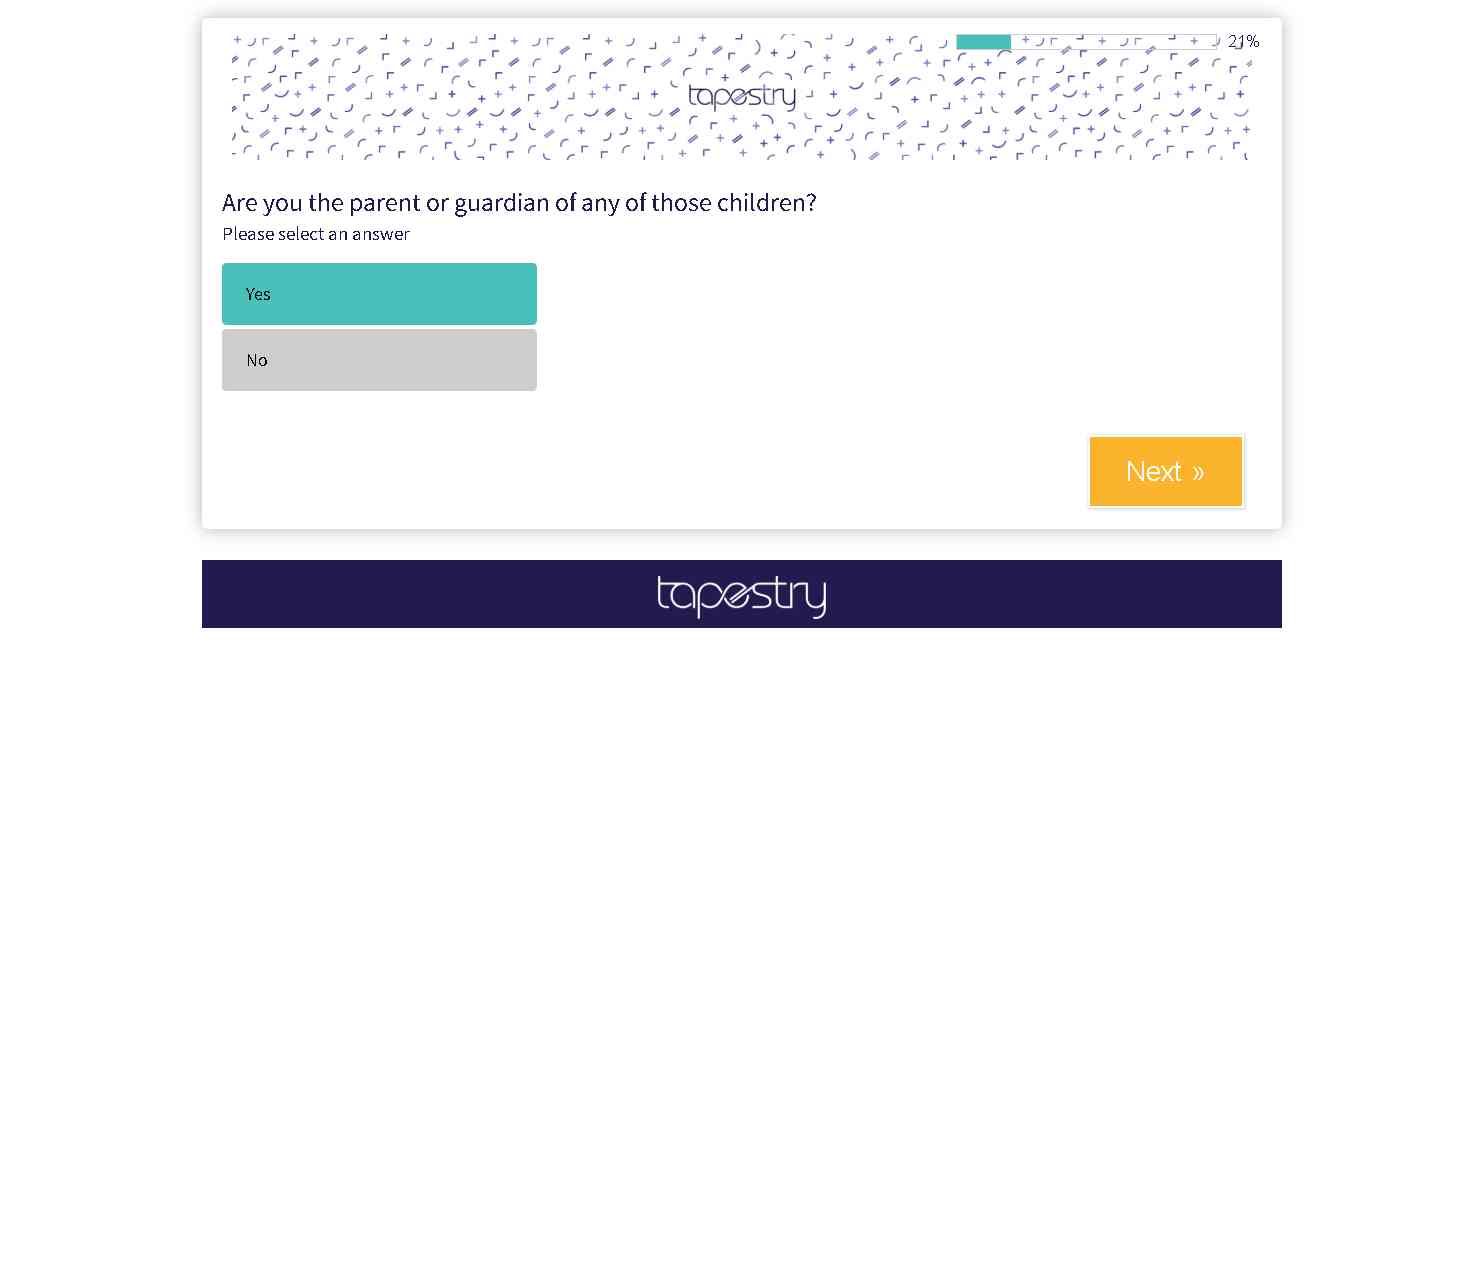 21%
tapestry
Are you the parent or guardian of any of those children?
Please select an answer
Yes
No
Next »
tapestry